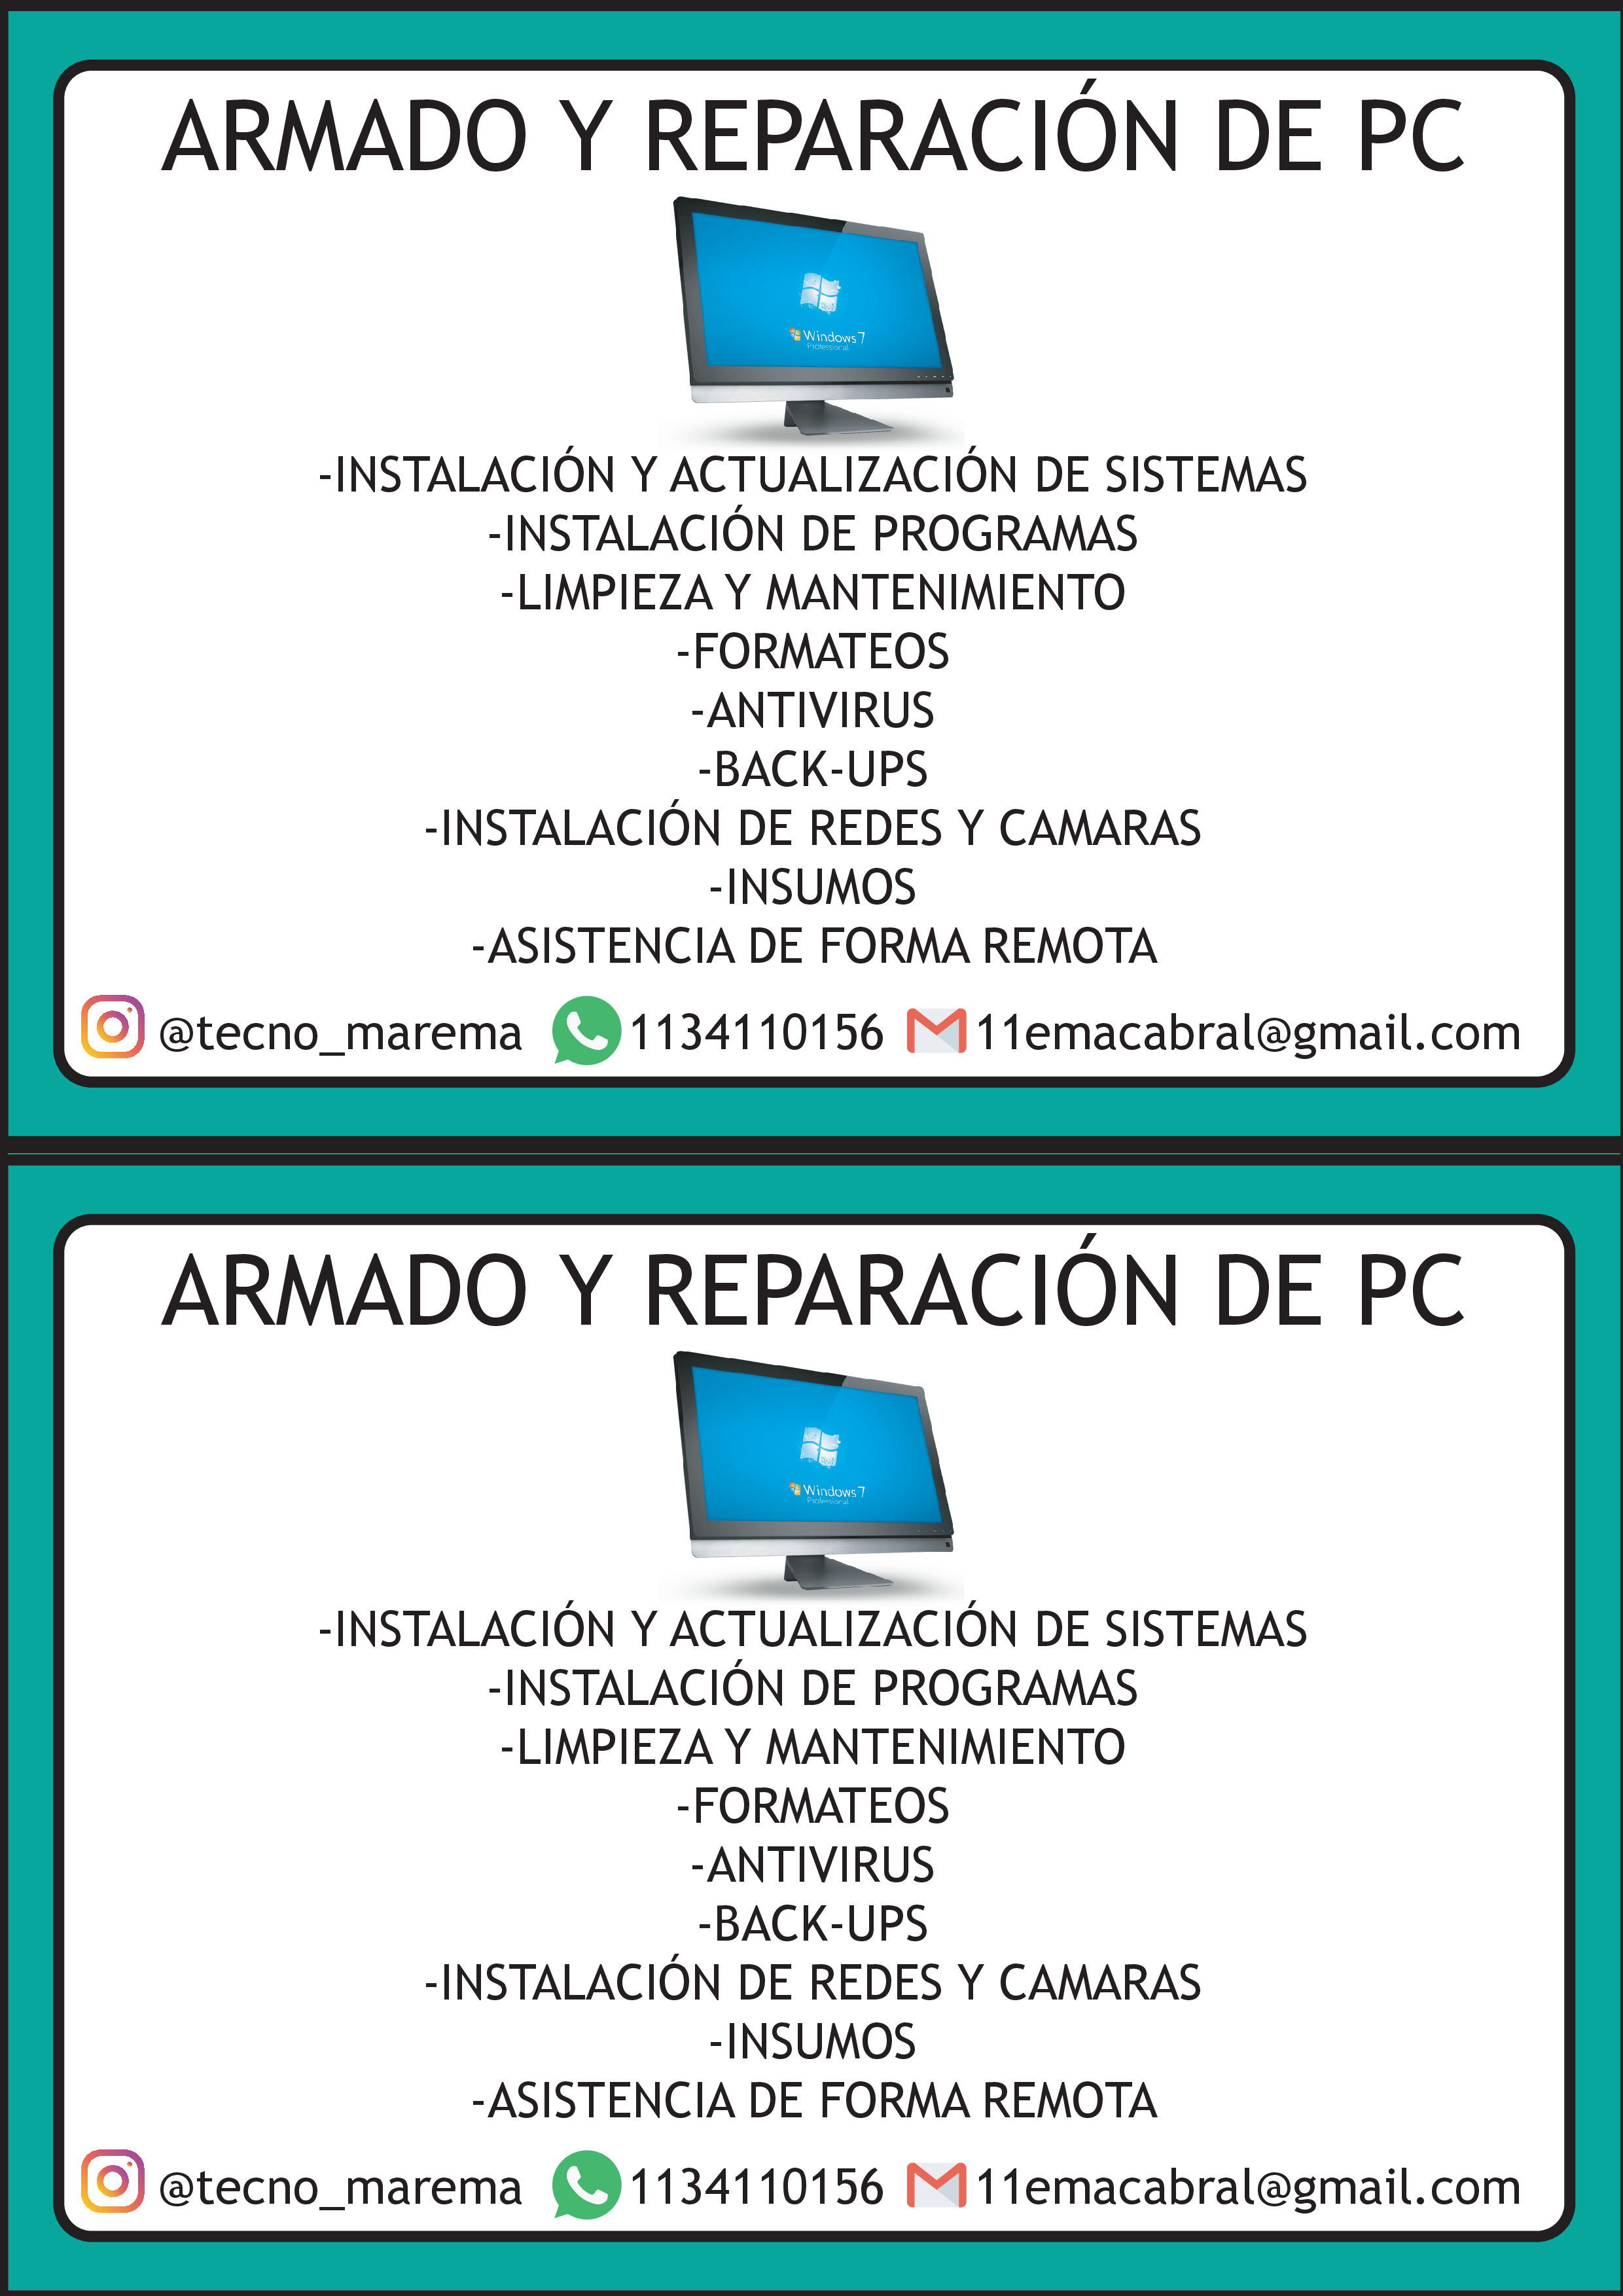 ARMADO Y REPARACIÓN DE PC
Windows 7
Professional
-INSTALACIÓN Y ACTUALIZACIÓN DE SISTEMAS
-INSTALACIÓN DE PROGRAMAS
-LIMPIEZA Y MANTENIMIENTO
-FORMATEOS
-ANTIVIRUS
-BACK-UPS
-INSTALACIÓN DE REDES Y CAMARAS
-INSUMOS
-ASISTENCIA DE FORMA REMOTA
@tecno_marema 1134110156 11emacabral@gmail.com
ARMADO Y REPARACIÓN DE PC
Windows 7
Professional
-INSTALACIÓN Y ACTUALIZACIÓN DE SISTEMAS
-INSTALACIÓN DE PROGRAMAS
-LIMPIEZA Y MANTENIMIENTO
-FORMATEOS
-ANTIVIRUS
-BACK-UPS
-INSTALACIÓN DE REDES Y CAMARAS
-INSUMOS
-ASISTENCIA DE FORMA REMOTA
@tecno_marema 1134110156 11emacabral@gmail.com